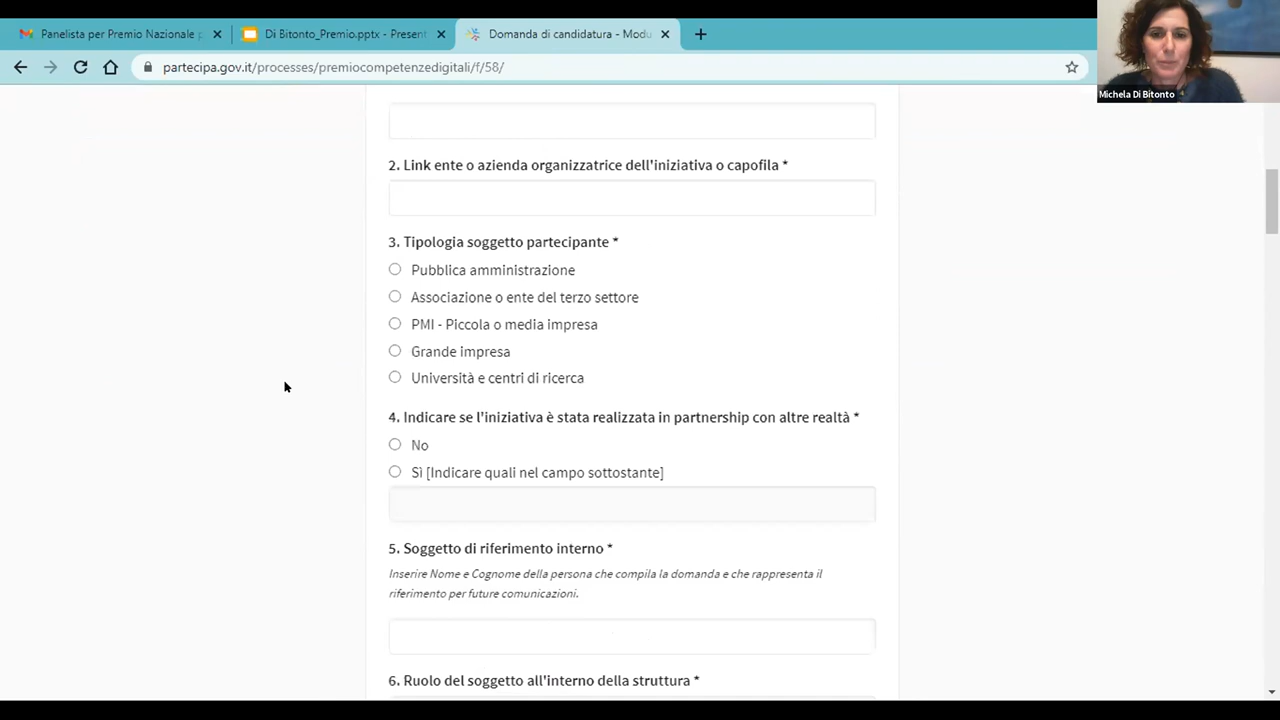 Panelista per Premio Nazionale p
Di Bitonto_Premio.pptx - Present
Domanda di candidatura - Modu
partecipa.gov.it/processes/premiocompetenzedigitali/f/58/
Michela Di Bitonto
2. Link ente o azienda organizzatrice dell'iniziativa o capofila *
3. Tipologia soggetto partecipante *
Pubblica amministrazione
Associazione o ente del terzo settore
PMI - Piccola o media impresa
Grande impresa
Università e centri di ricerca
4. Indicare se l'iniziativa è stata realizzata in partnership con altre realtà *
No
Sì [Indicare quali nel campo sottostante]
5. Soggetto di riferimento interno *
Inserire Nome e Cognome della persona che compila la domanda e che rappresenta il
riferimento per future comunicazioni.
6. Ruolo del soggetto all'interno della struttura *